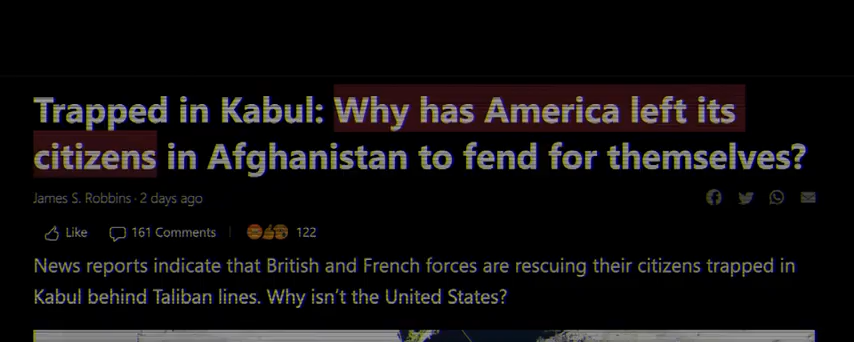 Trapped in Kabul: Why has America left its
citizens in Afghanistan to fend for themselves?
James S. Robbins · 2 days ago
Like 161 Comments 122
News reports indicate that British and French forces are rescuing their citizens trapped in
Kabul behind Taliban lines. Why isn't the United States?